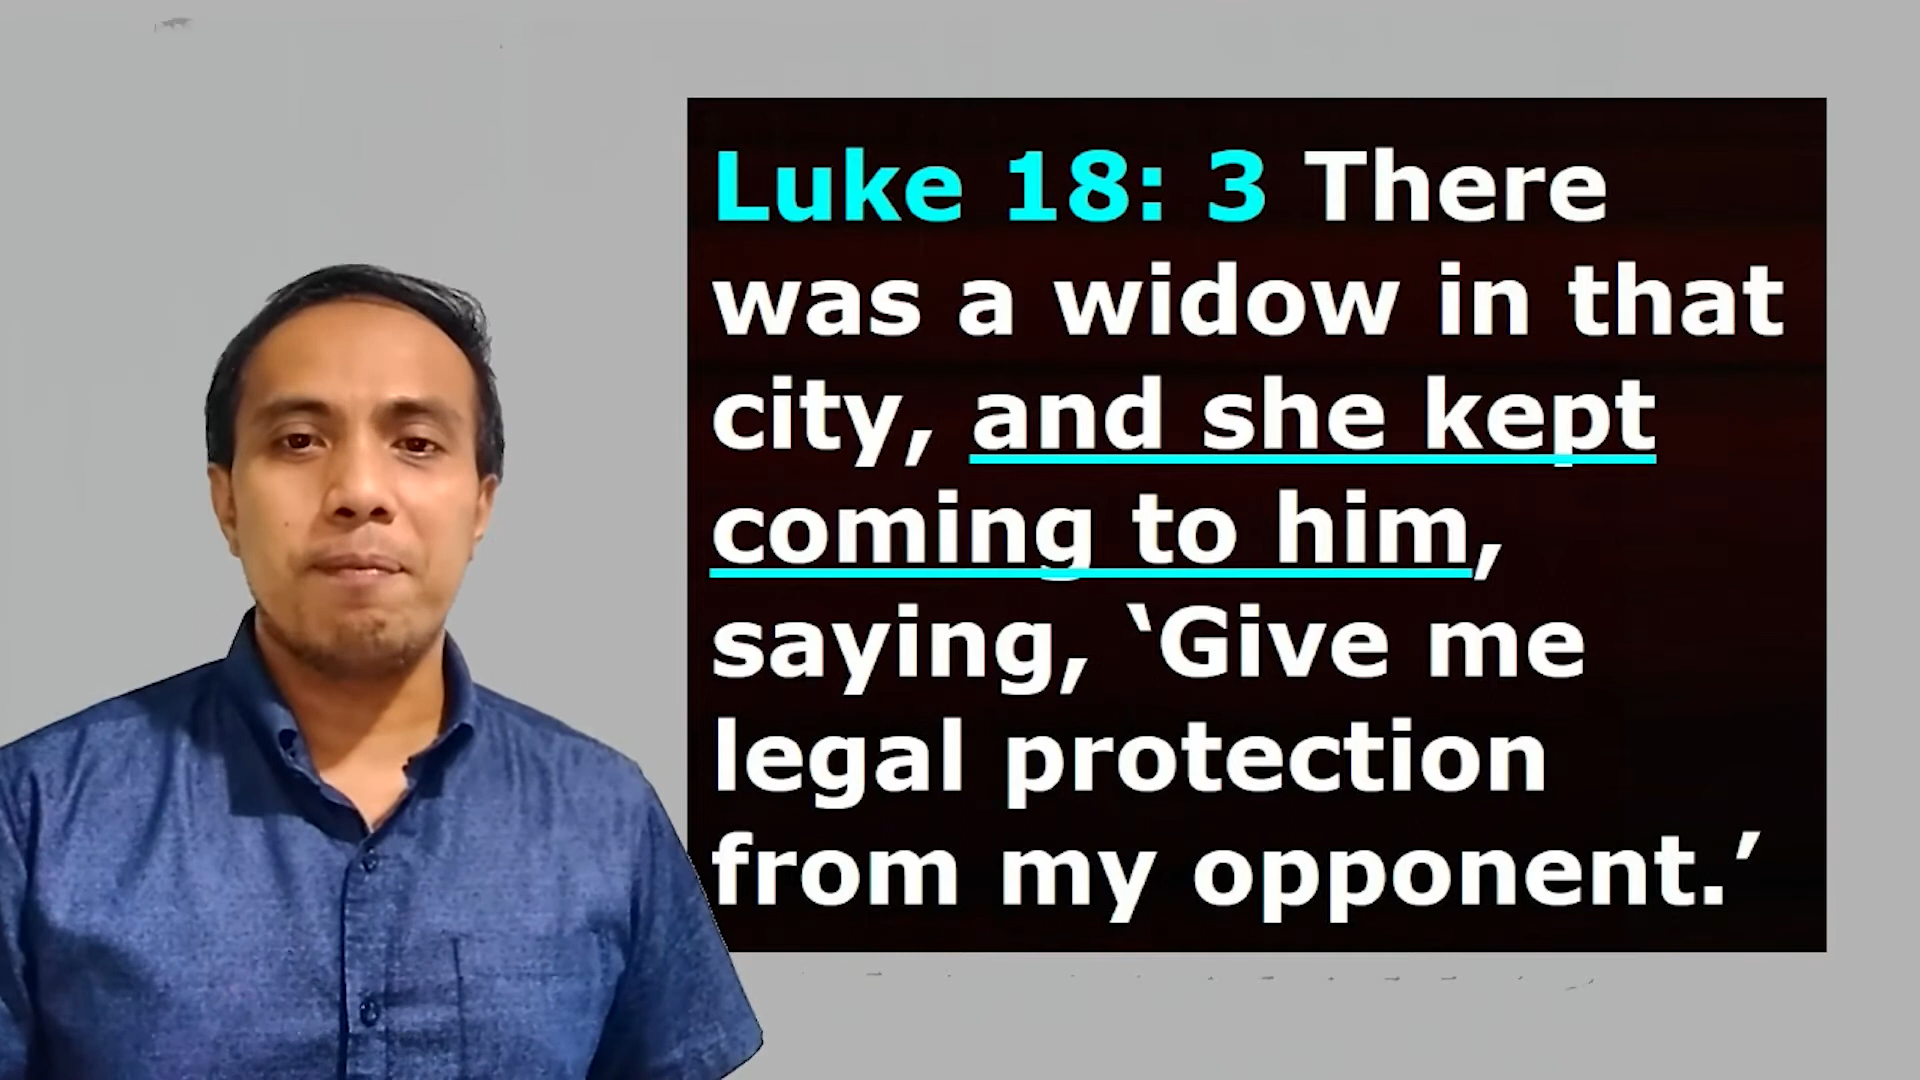 Luke 18: 3 There
was a widow in that
city, and she kept
coming to him,
saying, ‘Give me
legal protection
from my opponent.’